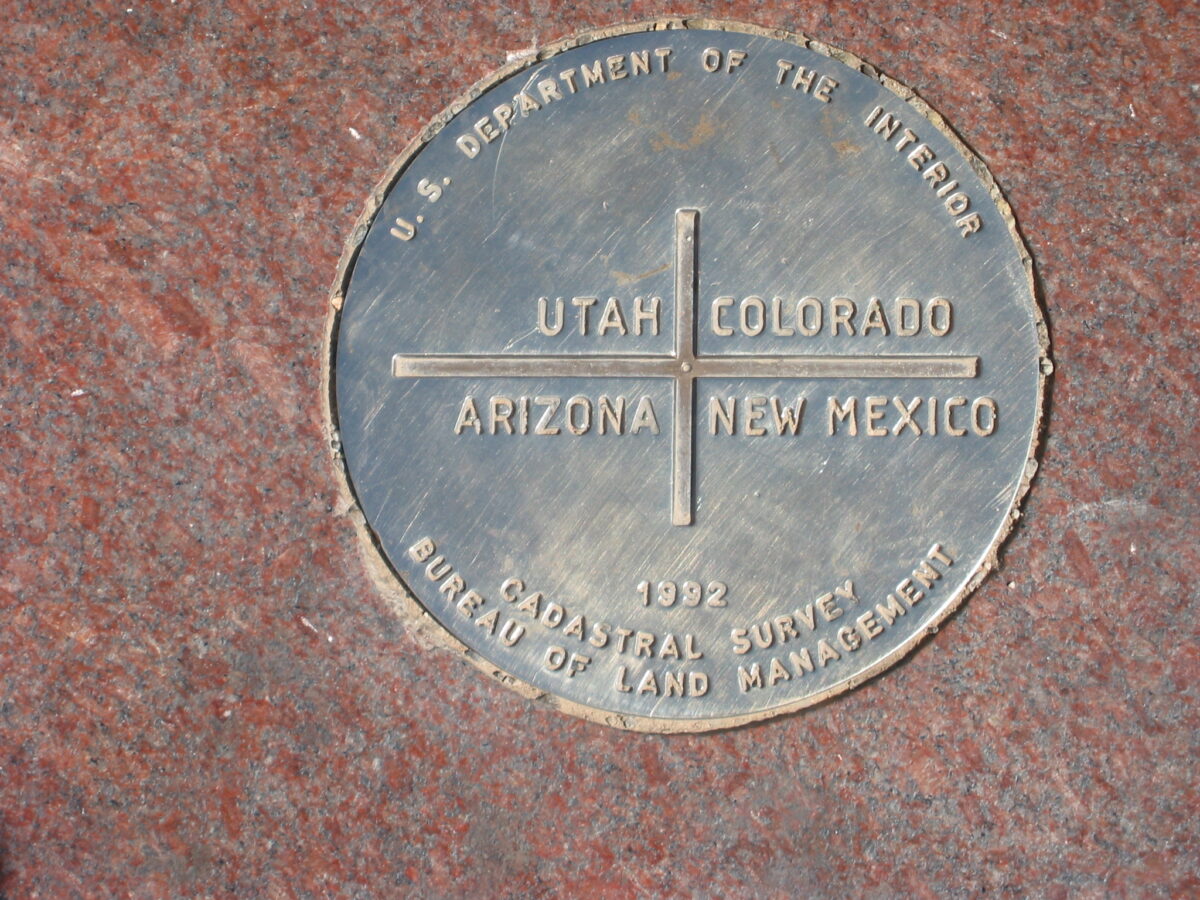 U. S. DEPARTMENT OF THE INTERIOR
UTAH COLORADO
ARIZONA NEW MEXICO
1992
CADASTRAL SURVEY
BUREAU OF LAND MANAGEMENT